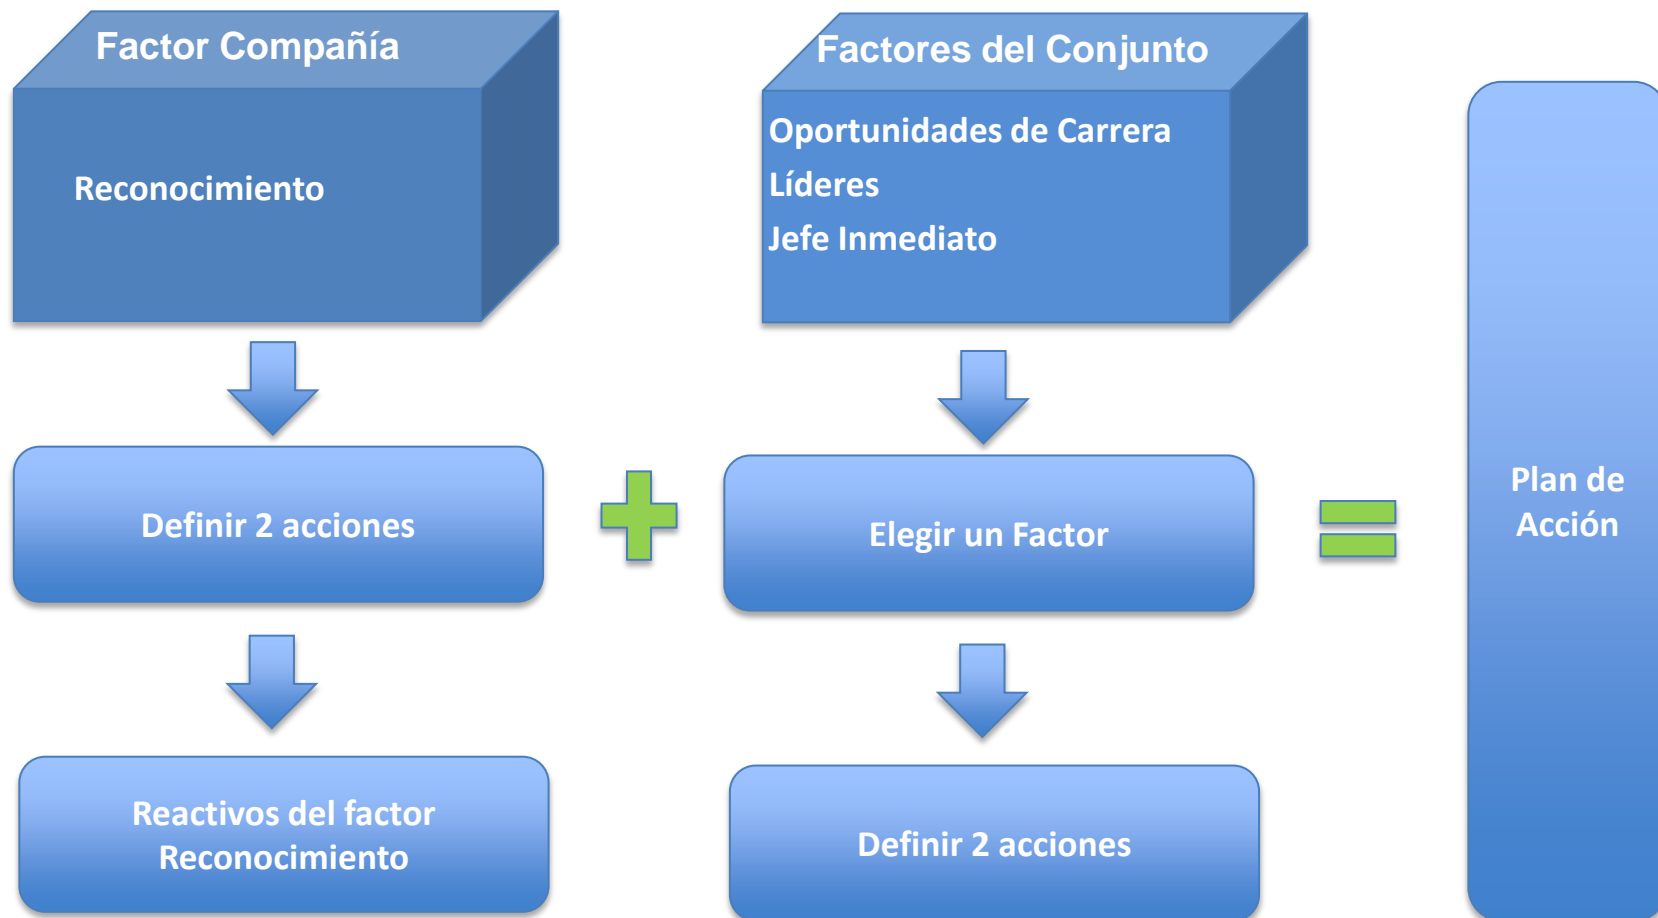 Factor Compañía
Reconocimiento
Definir 2 acciones
Reactivos del factor
Reconocimiento
Factores del Conjunto
Oportunidades de Carrera
Líderes
Jefe Inmediato
Elegir un Factor
Definir 2 acciones
Plan de
Acción